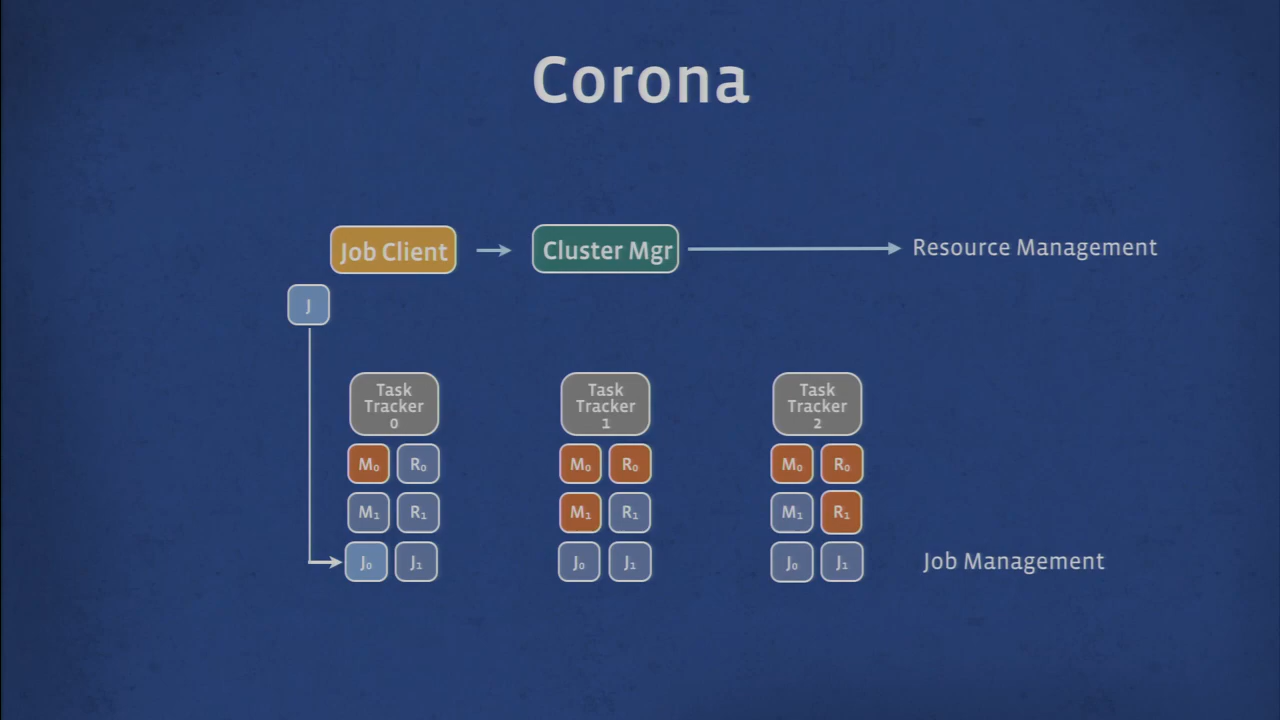 Corona
Job Client
Cluster Mgr
Resource Management
J
Task
Tracker
0
Task
Tracker
1
Task
Tracker
2
M₀ R₀ M₀ R₀ M₀ R₀
M₁ R₁ M₁ R₁ M₁ R₁
J₀ J₁ J₀ J₁ J₀ J₁
Job Management